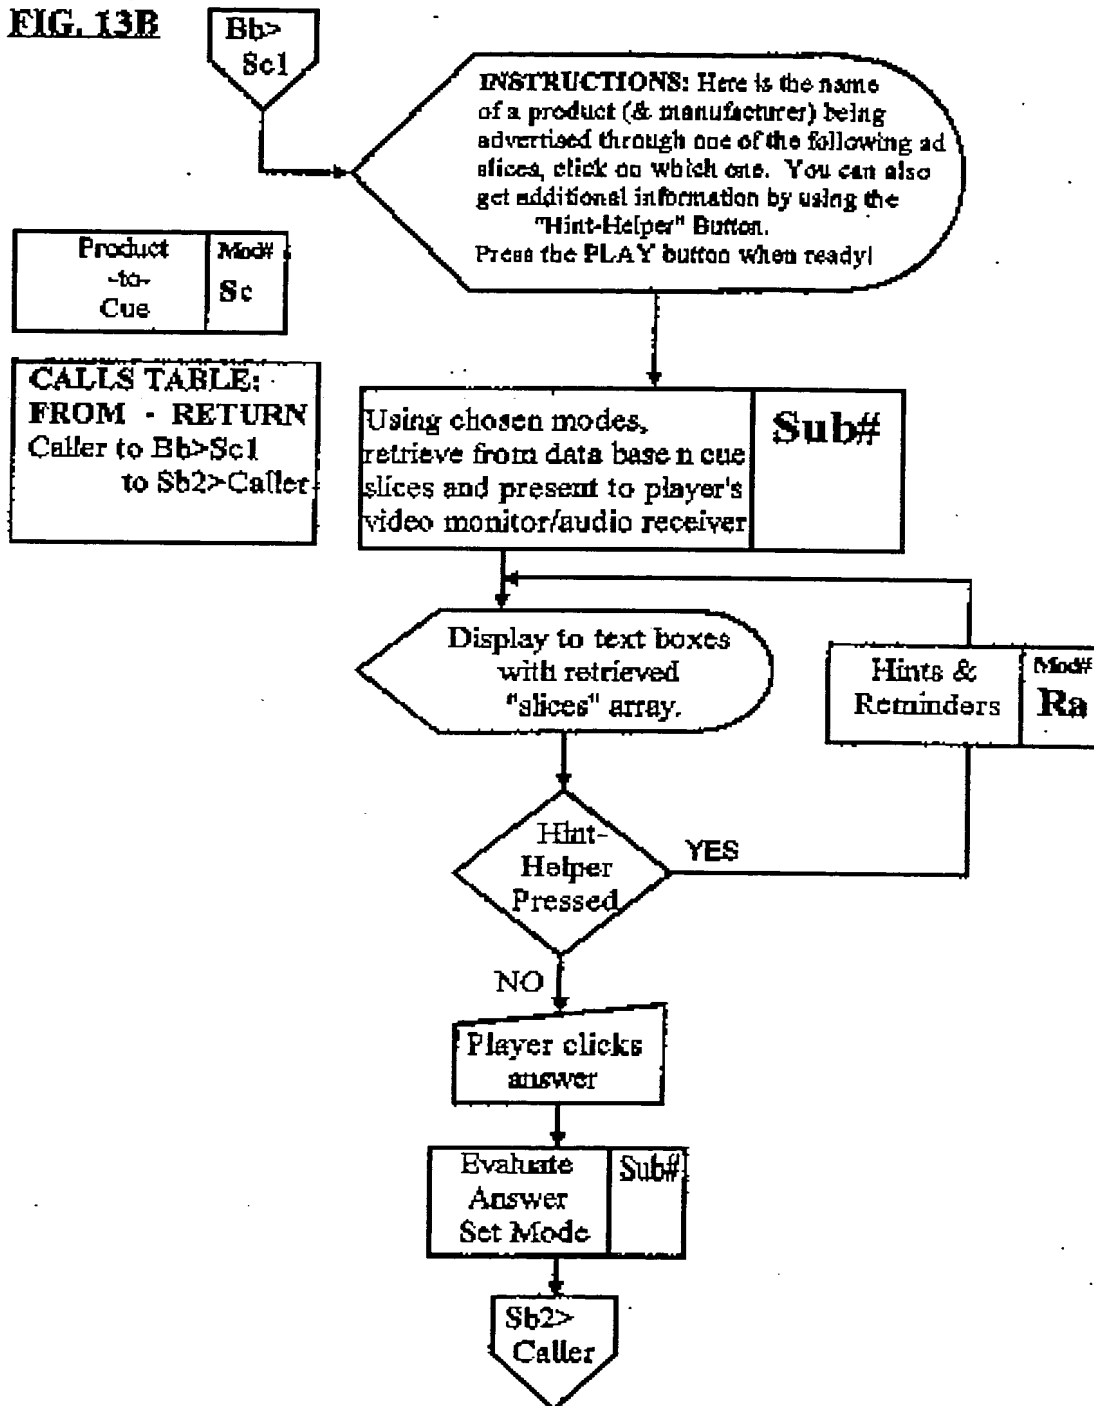 FIG. 13B
Bb>
Sc1
INSTRUCTIONS: Here is the name
of a product (& manufacturer) being
advertised through one of the following ad
slices, click on which one. You can also
get additional information by using the
"Hint-Helper" Button.
Press the PLAY button when ready!
Product
-to-
Cue
Mod#
Sc
CALLS TABLE:
FROM - RETURN
Caller to Bb>Sc1
to Sb2>Caller
Using chosen modes,
retrieve from data base n cue
slices and present to player's
video monitor/audio receiver
Sub#
Display to text boxes
with retrieved
"slices" array.
Hints &
Reminders
Mod#
Ra
Hint-
Helper
Pressed
YES
NO
Player clicks
answer
Evaluate
Answer
Set Mode
Sub#
Sb2>
Caller